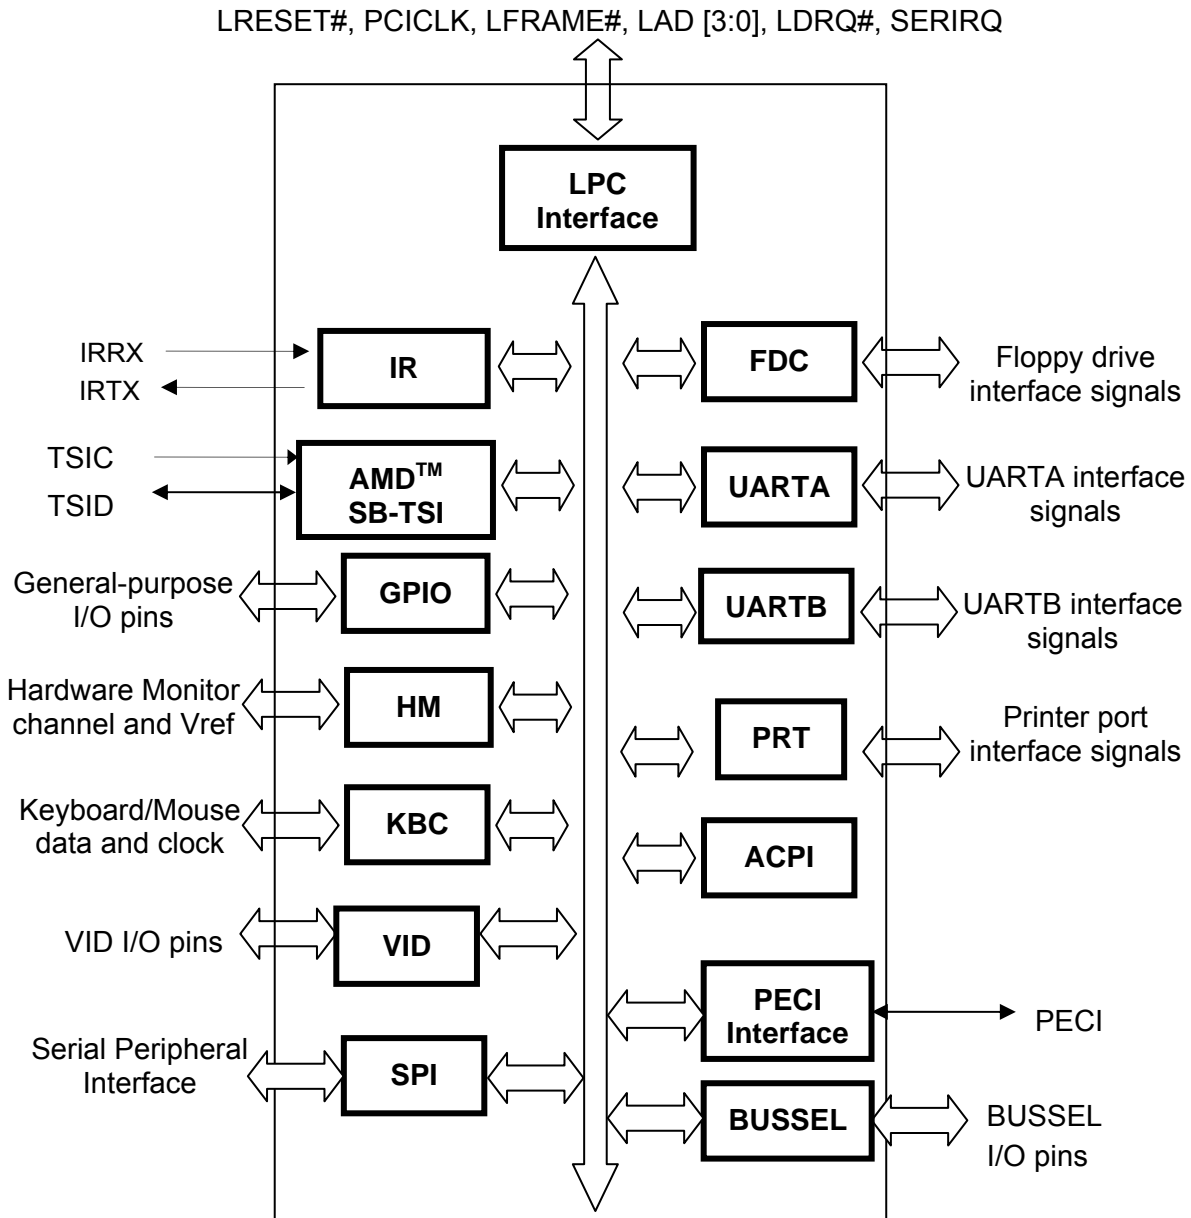 LRESET#, PCICLK, LFRAME#, LAD [3:0], LDRQ#, SERIRQ
LPC
Interface
IRRX
IRTX
IR
FDC
Floppy drive
interface signals
TSIC
TSID
AMD™
SB-TSI
UARTA
UARTA interface
signals
General-purpose
I/O pins
GPIO
UARTB
UARTB interface
signals
Hardware Monitor
channel and Vref
HM
PRT
Printer port
interface signals
Keyboard/Mouse
data and clock
KBC
ACPI
VID I/O pins
VID
PECI
Interface
PECI
Serial Peripheral
Interface
SPI
BUSSEL
BUSSEL
I/O pins